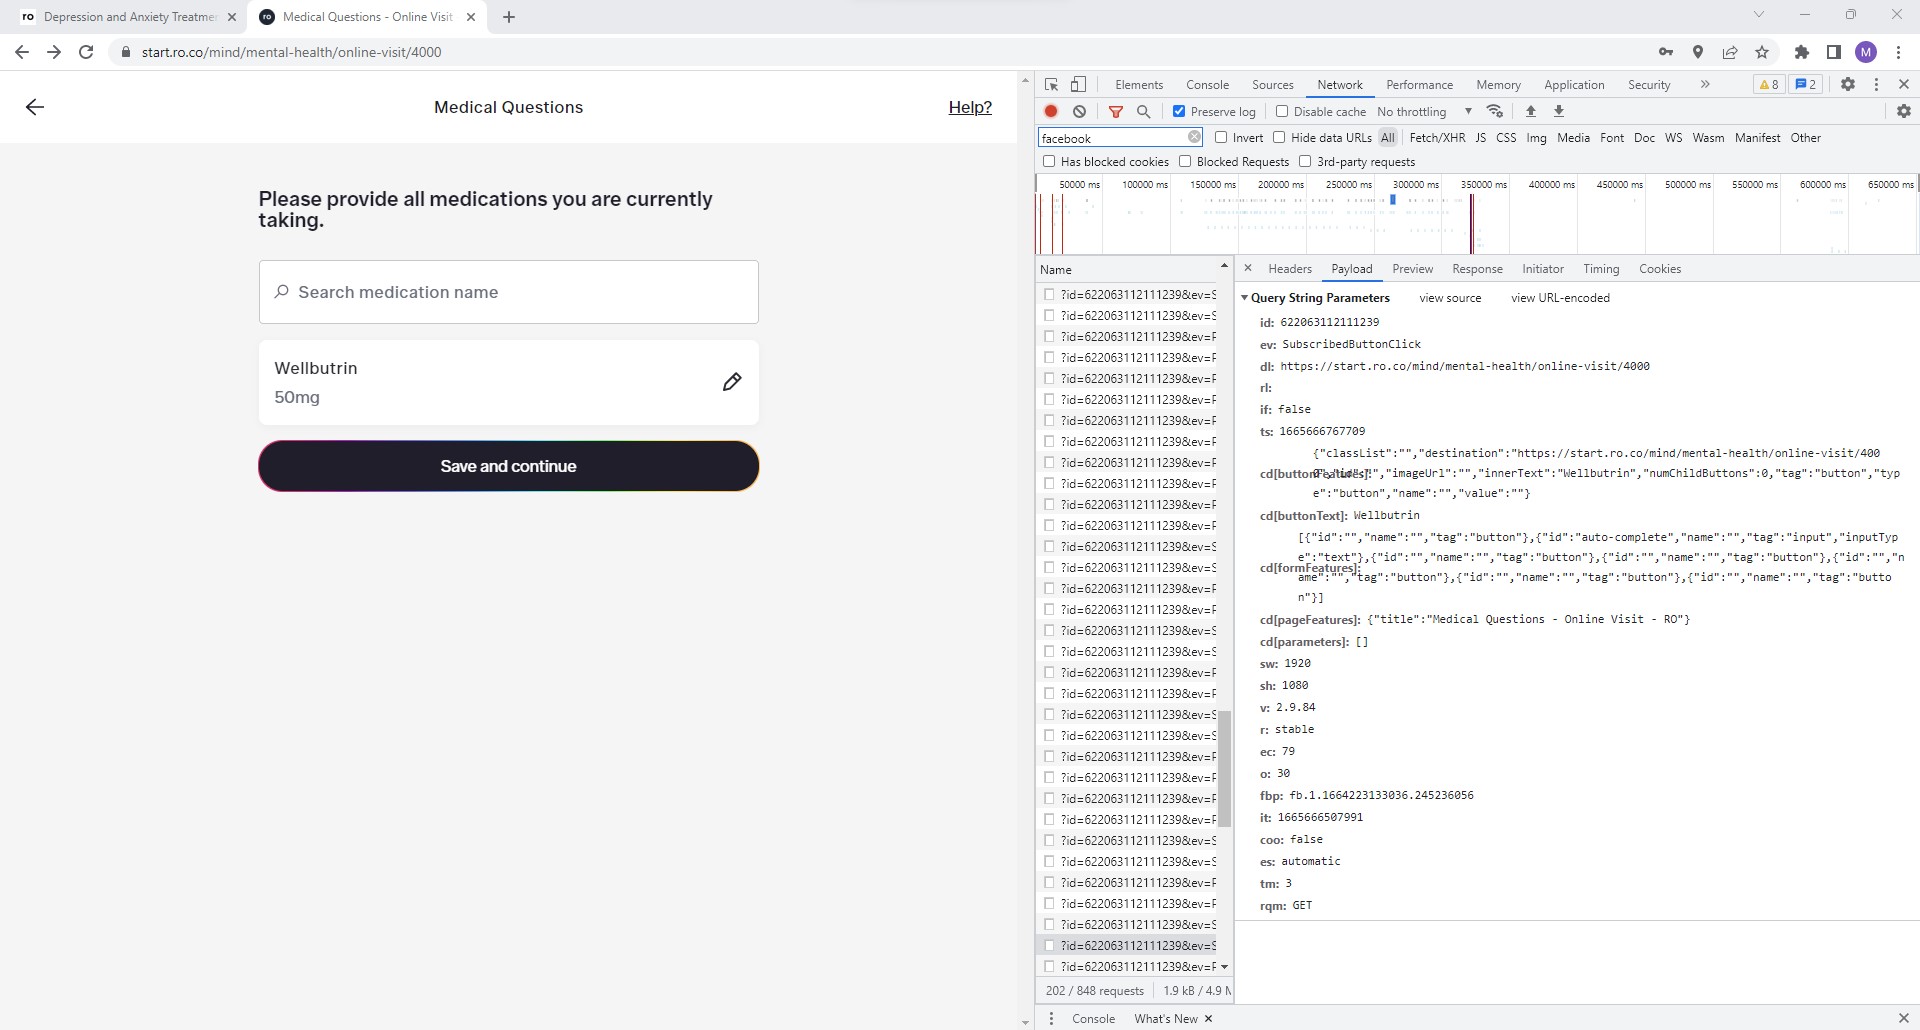 ro Depression and Anxiety Treatmen
ro Medical Questions - Online Visit
start.ro.co/mind/mental-health/online-visit/4000
M
Medical Questions
Help?
Please provide all medications you are currently
taking.
Search medication name
Wellbutrin
50mg
Save and continue
Elements Console Sources Network Performance Memory Application Security 8 2
Preserve log Disable cache No throttling
facebook Invert Hide data URLs All Fetch/XHR JS CSS Img Media Font Doc WS Wasm Manifest Other
Has blocked cookies Blocked Requests 3rd-party requests
50000 ms 100000 ms 150000 ms 200000 ms 250000 ms 300000 ms 350000 ms 400000 ms 450000 ms 500000 ms 550000 ms 600000 ms 650000 ms
Name
?id=622063112111239&ev=S
?id=622063112111239&ev=S
?id=622063112111239&ev=F
?id=622063112111239&ev=F
?id=622063112111239&ev=F
?id=622063112111239&ev=F
?id=622063112111239&ev=F
?id=622063112111239&ev=F
?id=622063112111239&ev=S
?id=622063112111239&ev=F
?id=622063112111239&ev=F
?id=622063112111239&ev=F
?id=622063112111239&ev=S
?id=622063112111239&ev=S
?id=622063112111239&ev=F
?id=622063112111239&ev=F
?id=622063112111239&ev=S
?id=622063112111239&ev=S
?id=622063112111239&ev=F
?id=622063112111239&ev=F
?id=622063112111239&ev=S
?id=622063112111239&ev=S
?id=622063112111239&ev=F
?id=622063112111239&ev=F
?id=622063112111239&ev=F
?id=622063112111239&ev=F
?id=622063112111239&ev=S
?id=622063112111239&ev=S
?id=622063112111239&ev=F
?id=622063112111239&ev=F
?id=622063112111239&ev=S
?id=622063112111239&ev=S
?id=622063112111239&ev=F
202 / 848 requests 1.9 kB / 4.9 M
Headers Payload Preview Response Initiator Timing Cookies
Query String Parameters view source view URL-encoded
id: 622063112111239
ev: SubscribedButtonClick
dl: https://start.ro.co/mind/mental-health/online-visit/4000
rl:
if: false
ts: 1665666767709
{"classList":"","destination":"https://start.ro.co/mind/mental-health/online-visit/400
cd[buttonFeatures]: 0","id":"","imageUrl":"","innerText":"Wellbutrin","numChildButtons":0,"tag":"button","typ
e":"button","name":"","value":""}
cd[buttonText]: Wellbutrin
[{"id":"","name":"","tag":"button"},{"id":"auto-complete","name":"","tag":"input","inputTyp
e":"text"},{"id":"","name":"","tag":"button"},{"id":"","name":"","tag":"button"},{"id":"","n
cd[formFeatures]: ame":"","tag":"button"},{"id":"","name":"","tag":"button"},{"id":"","name":"","tag":"butto
n"}]
cd[pageFeatures]: {"title":"Medical Questions - Online Visit - RO"}
cd[parameters]: []
sw: 1920
sh: 1080
v: 2.9.84
r: stable
ec: 79
o: 30
fbp: fb.1.1664223133036.245236056
it: 1665666507991
coo: false
es: automatic
tm: 3
rqm: GET
Console What's New